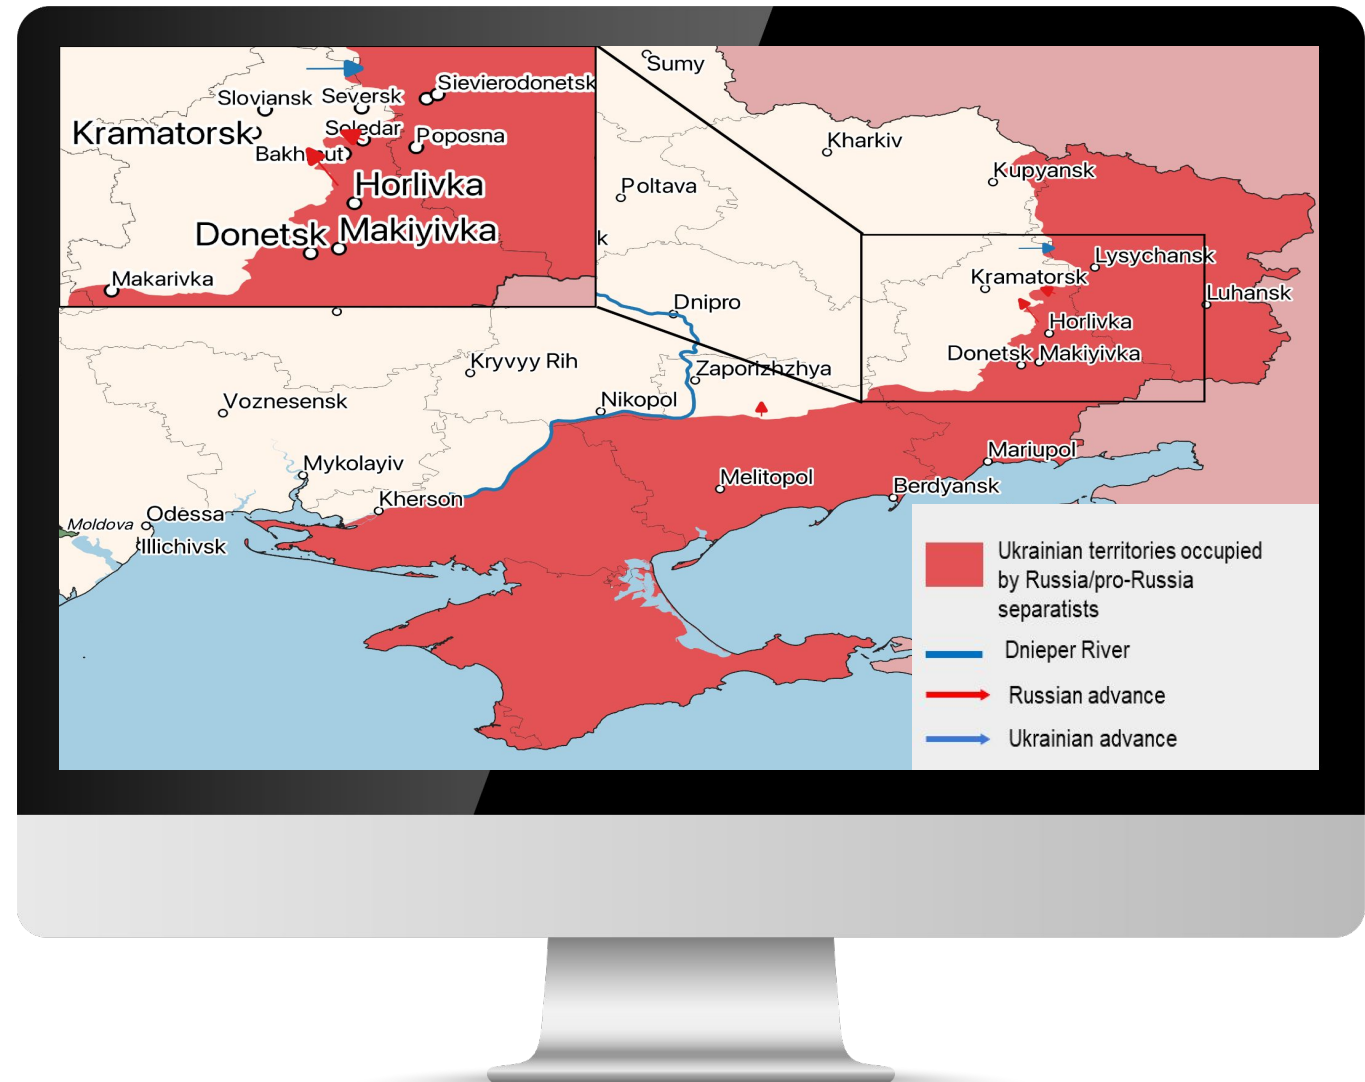 Sloviansk
Seversk
Sievierodonetsk
Kramatorsk
Soledar
Poposna
Bakhmut
Horlivka
Donetsk
Makiyivka
Makarivka
Sumy
Kharkiv
Kupyansk
Poltava
k
Kramatorsk
Lysychansk
Luhansk
Dnipro
Horlivka
Donetsk
Makiyivka
Kryvyy Rih
Zaporizhzhya
Voznesensk
Nikopol
Mykolayiv
Mariupol
Melitopol
Berdyansk
Kherson
Odessa
Moldova
Illichivsk
Ukrainian territories occupied
by Russia/pro-Russia
separatists
Dnieper River
Russian advance
Ukrainian advance